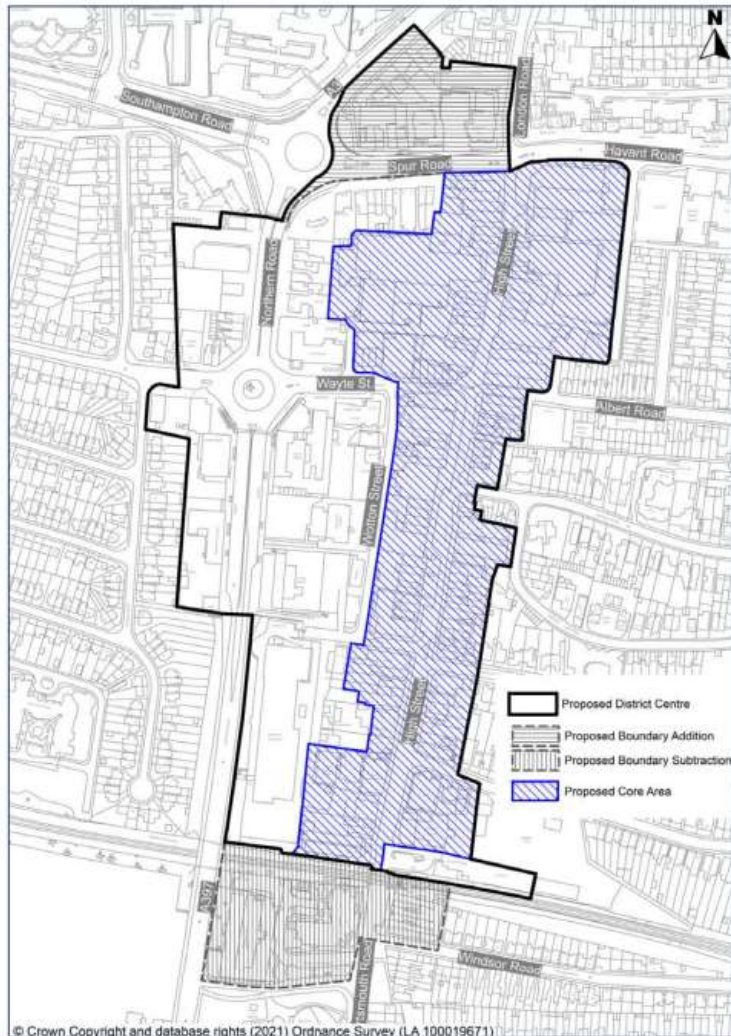 N
A3
London Road
Southampton Road
Havant Road
Spur Road
Northern Road
High Street
Wayte St.
Albert Road
Wotton Street
High Street
Proposed District Centre
Proposed Boundary Addition
Proposed Boundary Subtraction
Proposed Core Area
A397
Windsor Road
© Crown Copyright and database rights (2021) Ordnance Survey (LA 100019671)